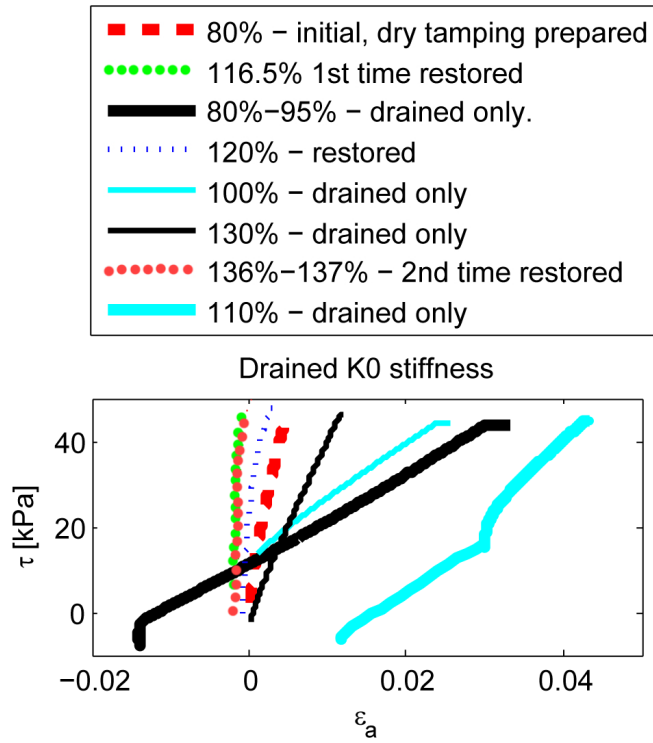 80% − initial, dry tamping prepared
116.5% 1st time restored
80%−95% − drained only.
120% − restored
100% − drained only
130% − drained only
136%−137% − 2nd time restored
110% − drained only
Drained K0 stiffness
τ [kPa]
40
20
0
−0.02 0 0.02 0.04
εa